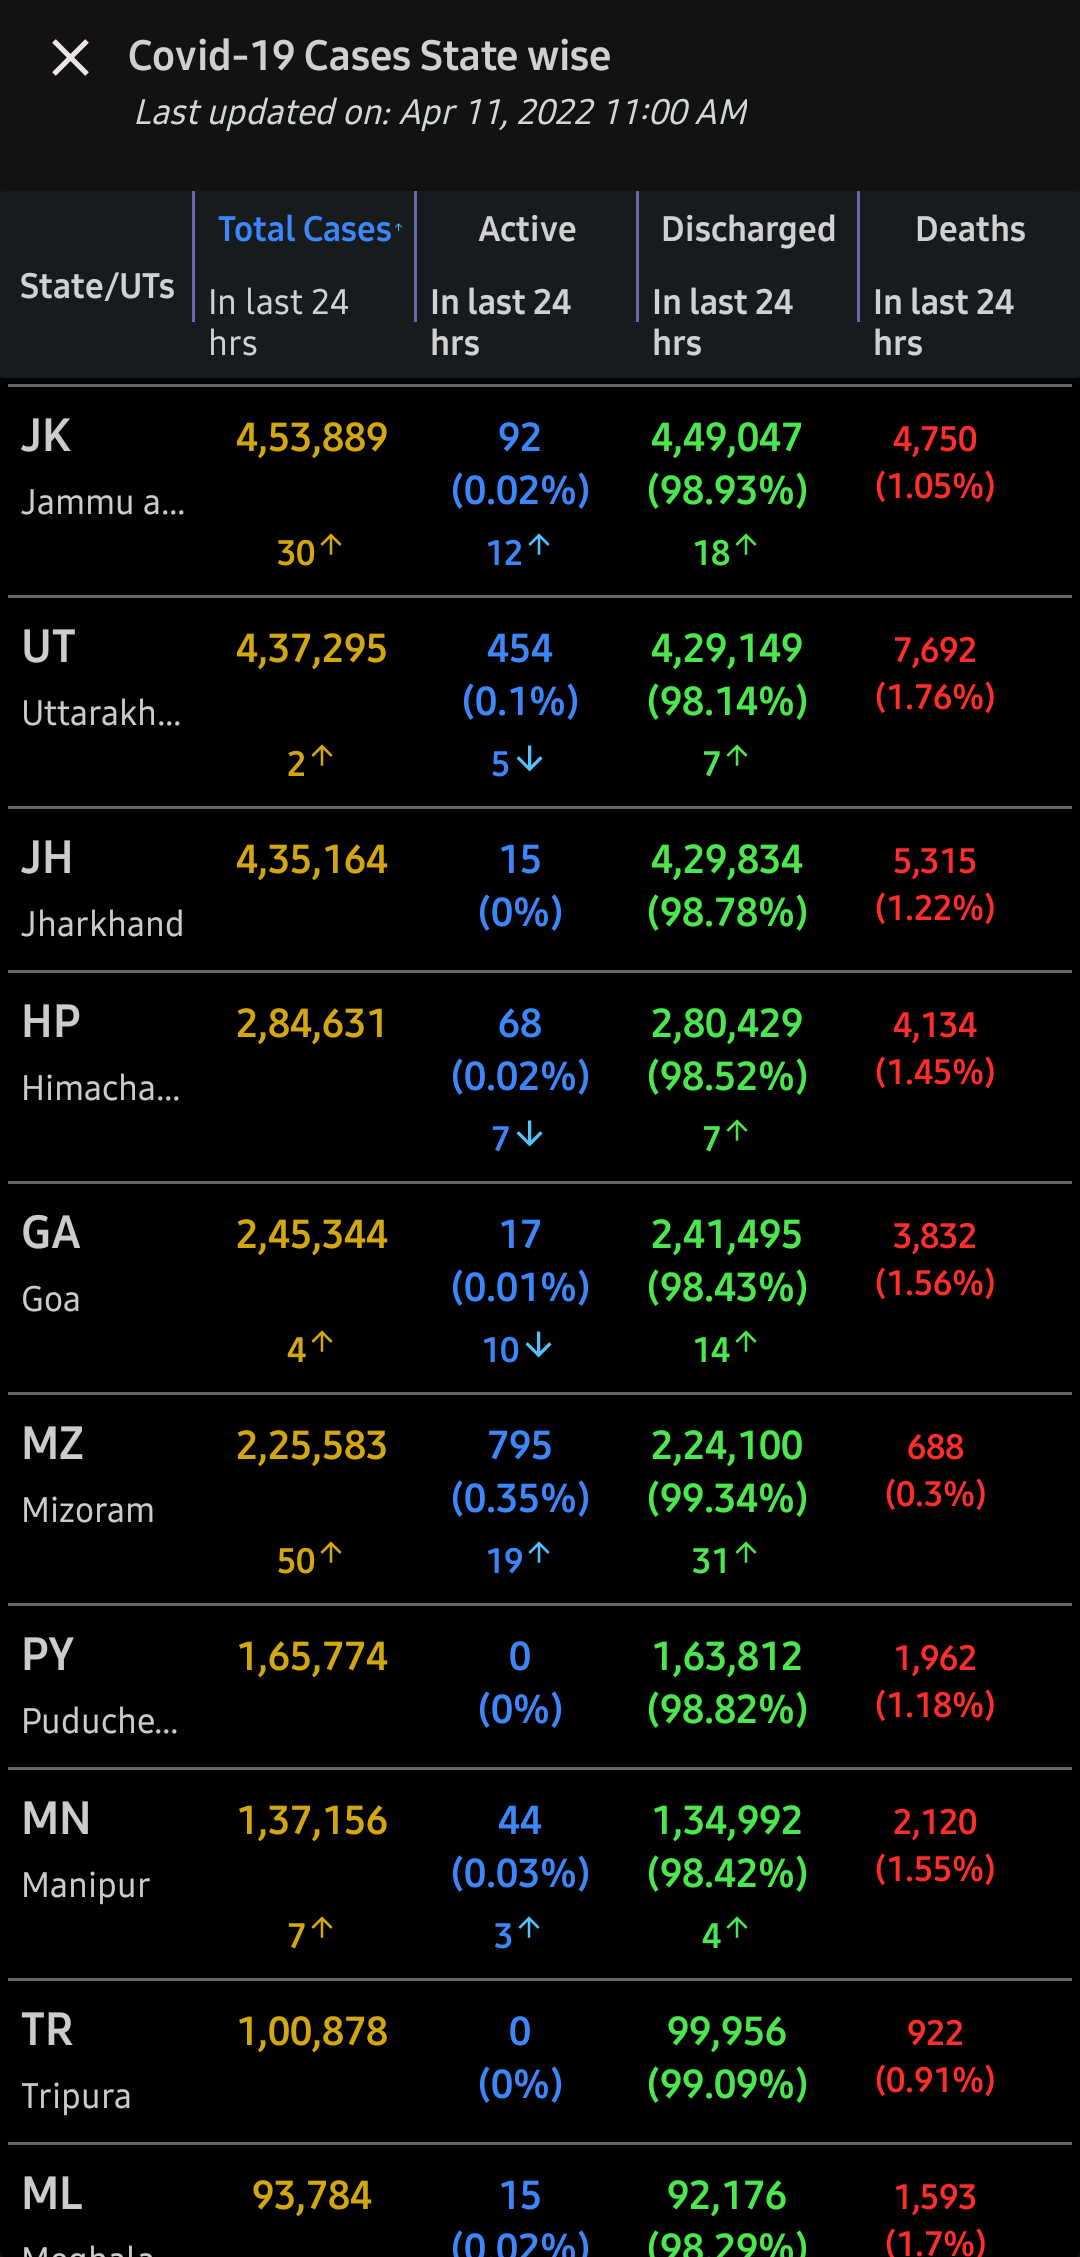 Covid-19 Cases State wise
Last updated on: Apr 11, 2022 11:00 AM
State/UTs Total Cases↑ Active Discharged Deaths
In last 24 hrs In last 24 hrs In last 24 hrs In last 24 hrs
JK 4,53,889 92 4,49,047 4,750
Jammu a... (0.02%) (98.93%) (1.05%)
30↑ 12↑ 18↑
UT 4,37,295 454 4,29,149 7,692
Uttarakh... (0.1%) (98.14%) (1.76%)
2↑ 5↓ 7↑
JH 4,35,164 15 4,29,834 5,315
Jharkhand (0%) (98.78%) (1.22%)
HP 2,84,631 68 2,80,429 4,134
Himacha... (0.02%) (98.52%) (1.45%)
7↓ 7↑
GA 2,45,344 17 2,41,495 3,832
Goa (0.01%) (98.43%) (1.56%)
4↑ 10↓ 14↑
MZ 2,25,583 795 2,24,100 688
Mizoram (0.35%) (99.34%) (0.3%)
50↑ 19↑ 31↑
PY 1,65,774 0 1,63,812 1,962
Puduche... (0%) (98.82%) (1.18%)
MN 1,37,156 44 1,34,992 2,120
Manipur (0.03%) (98.42%) (1.55%)
7↑ 3↑ 4↑
TR 1,00,878 0 99,956 922
Tripura (0%) (99.09%) (0.91%)
ML 93,784 15 92,176 1,593
(0.02%) (98.29%) (1.7%)